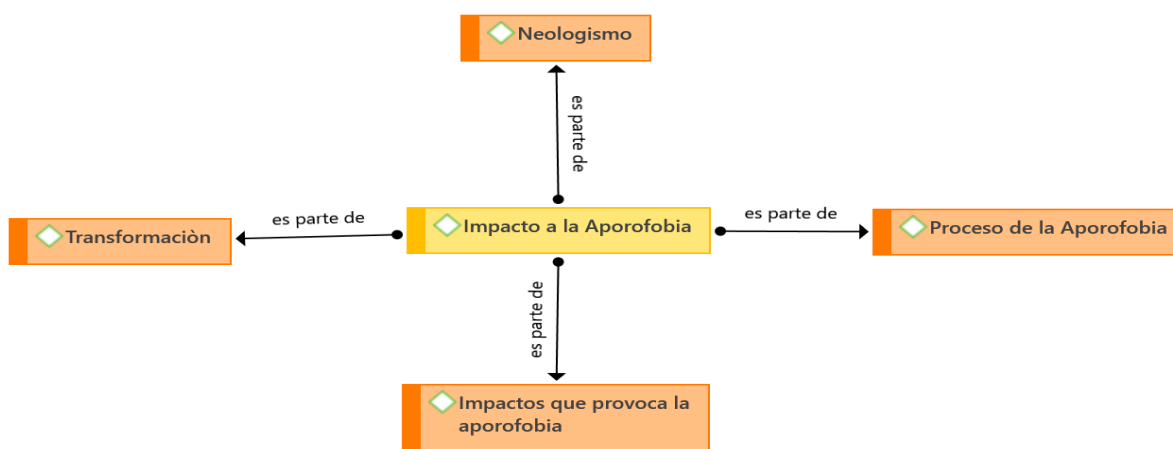 Neologismo
es parte de
es parte de
Impacto a la Aporofobia
es parte de
Transformaciòn
Proceso de la Aporofobia
es parte de
Impactos que provoca la
aporofobia